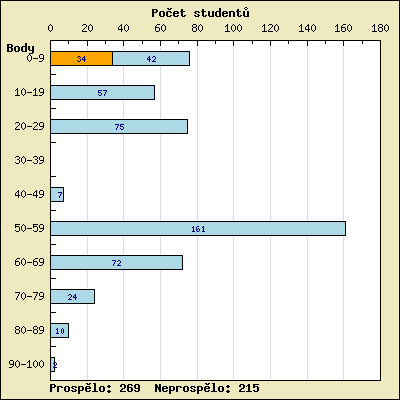 Počet studentů
0 20 40 60 80 100 120 140 160 180
Body
0-9 34 42
10-19 57
20-29 75
30-39
40-49 7
50-59 161
60-69 72
70-79 24
80-89 10
90-100 2
Prospělo: 269 Neprospělo: 215